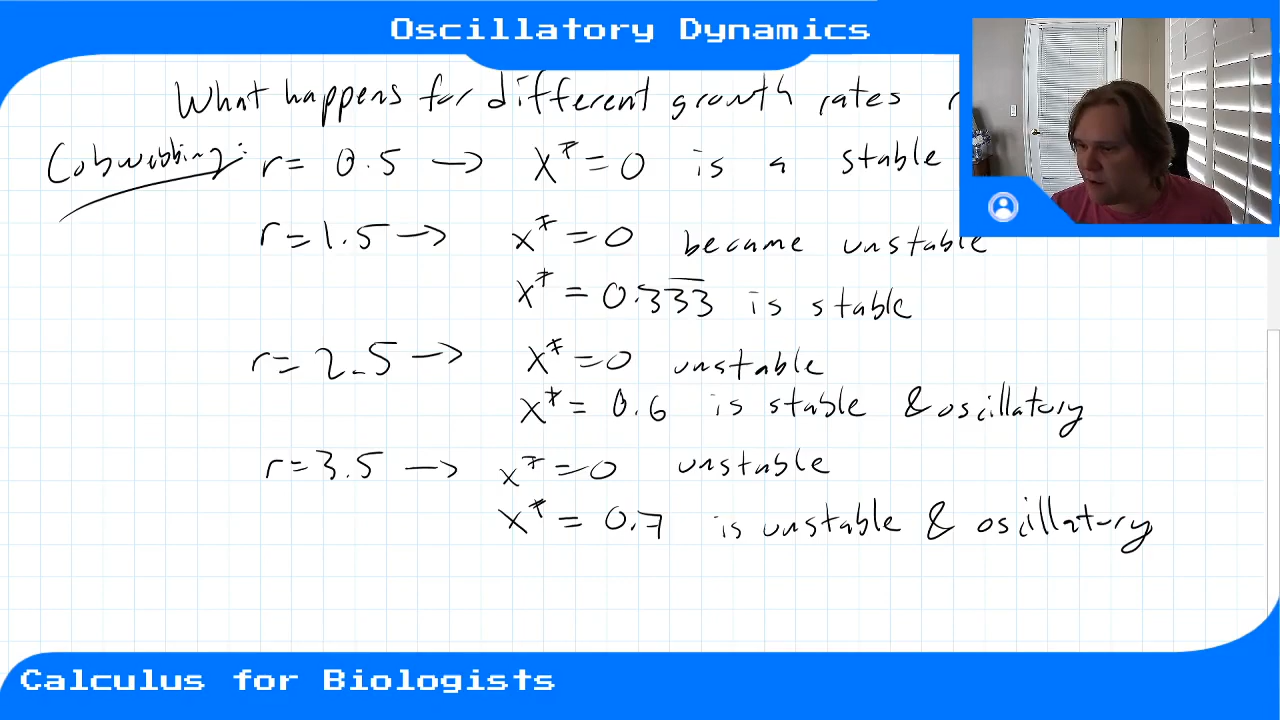 Oscillatory Dynamics
What happens for different growth rates r
Cobwebbing: r = 0.5 → x* = 0 is a stable
r = 1.5 → x* = 0 became unstable
x* = 0.33̅3̅ is stable
r = 2.5 → x* = 0 unstable
x* = 0.6 is stable & oscillatory
r = 3.5 → x* = 0 unstable
x* = 0.7 is unstable & oscillatory
Calculus for Biologists